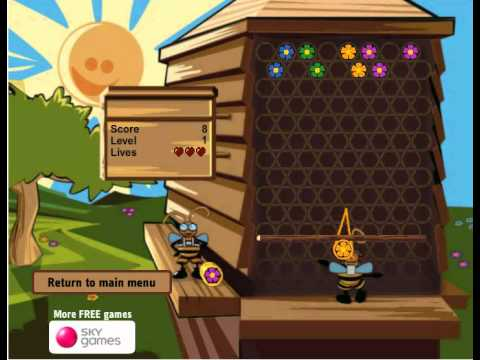 Score 8
Level 1
Lives
Return to main menu
More FREE games
SKY
games